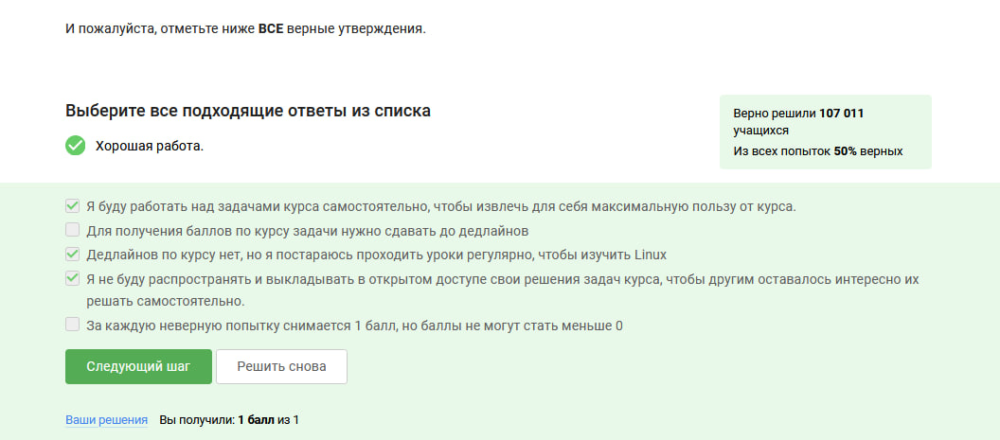 И пожалуйста, отметьте ниже ВСЕ верные утверждения.
Выберите все подходящие ответы из списка
Хорошая работа.
Верно решили 107 011
учащихся
Из всех попыток 50% верных
Я буду работать над задачами курса самостоятельно, чтобы извлечь для себя максимальную пользу от курса.
Для получения баллов по курсу задачи нужно сдавать до дедлайнов
Дедлайнов по курсу нет, но я постараюсь проходить уроки регулярно, чтобы изучить Linux
Я не буду распространять и выкладывать в открытом доступе свои решения задач курса, чтобы другим оставалось интересно их
решать самостоятельно.
За каждую неверную попытку снимается 1 балл, но баллы не могут стать меньше 0
Следующий шаг
Решить снова
Ваши решения Вы получили: 1 балл из 1